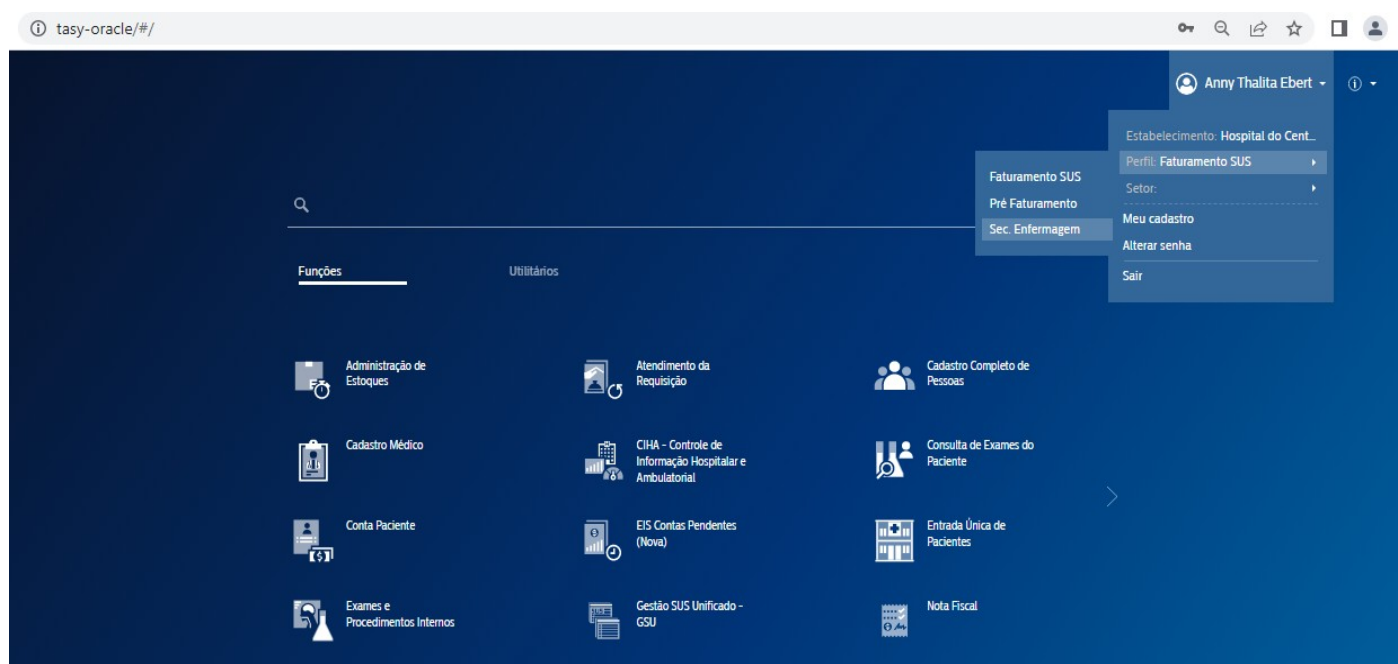 tasy-oracle/#/
Anny Thalita Ebert
Estabelecimento: Hospital do Cent...
Perfil: Faturamento SUS
Setor:
Meu cadastro
Alterar senha
Sair
Faturamento SUS
Pré Faturamento
Sec. Enfermagem
Funções
Utilitários
Administração de
Estoques
Atendimento da
Requisição
Cadastro Completo de
Pessoas
Cadastro Médico
CIHA - Controle de
Informação Hospitalar e
Ambulatorial
Consulta de Exames do
Paciente
Conta Paciente
EIS Contas Pendentes
(Nova)
Entrada Única de
Pacientes
Exames e
Procedimentos Internos
Gestão SUS Unificado -
GSU
Nota Fiscal